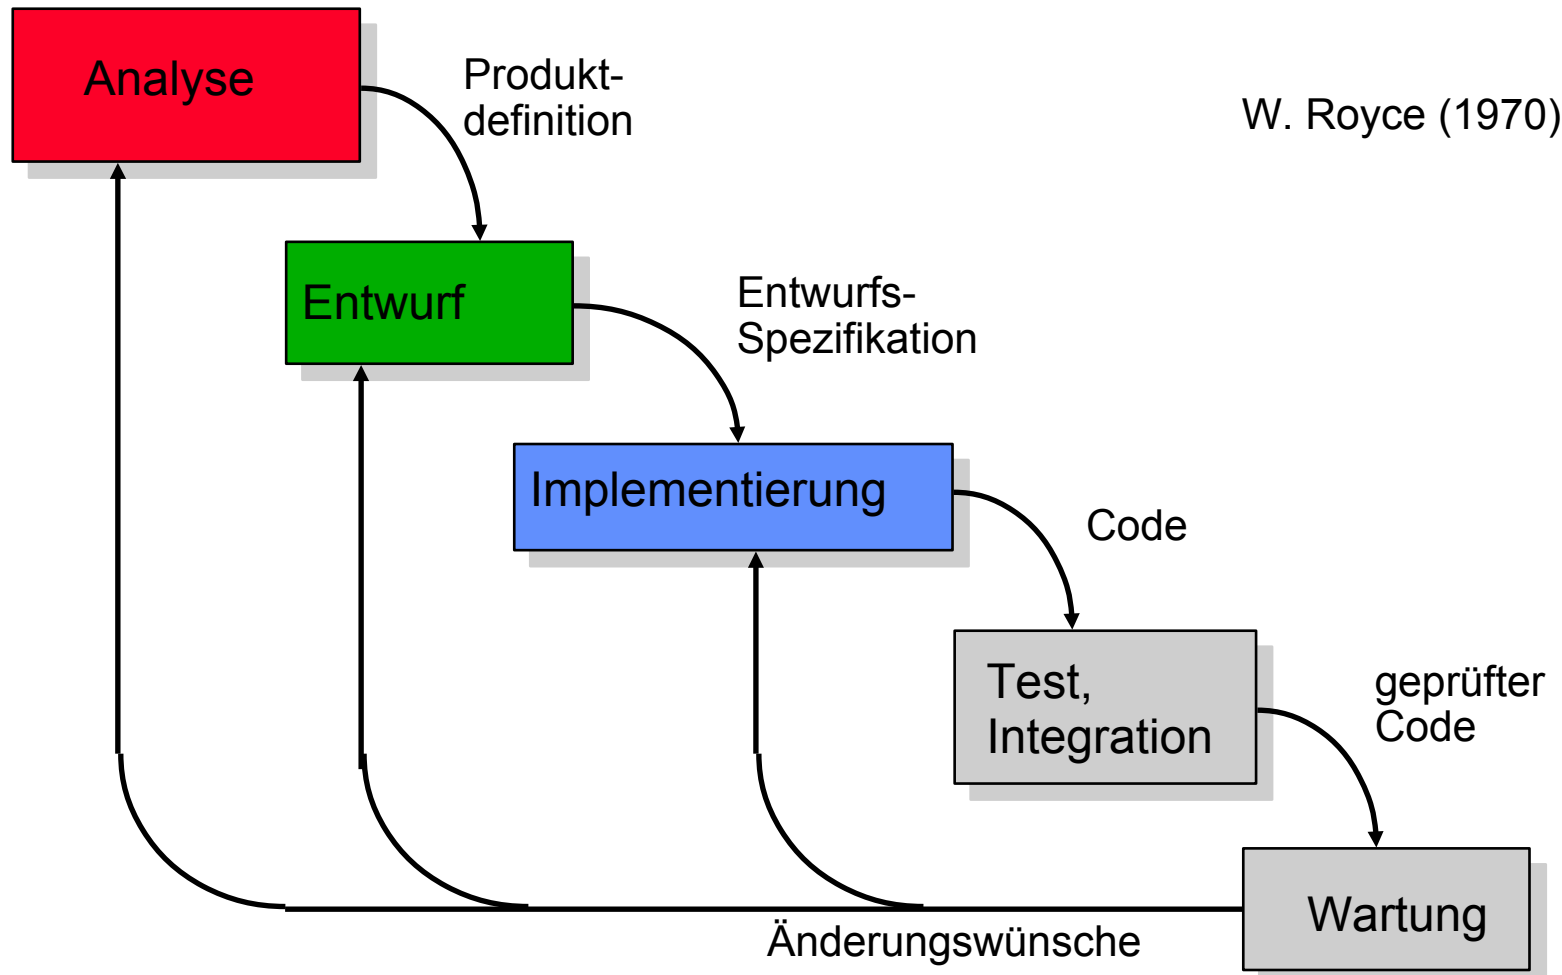 Analyse
Produkt-
definition
W. Royce (1970)
Entwurf
Entwurfs-
Spezifikation
Implementierung
Code
Test,
Integration
geprüfter
Code
Wartung
Änderungswünsche